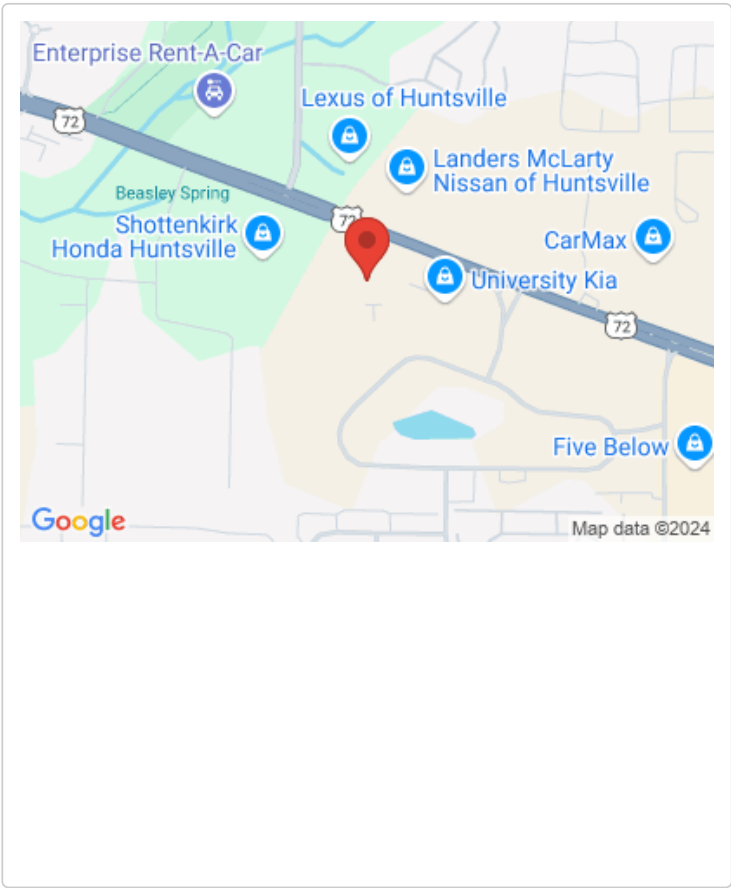 Enterprise Rent-A-Car
72
Lexus of Huntsville
Landers McLarty
Nissan of Huntsville
Beasley Spring
72
Shottenkirk
Honda Huntsville
CarMax
University Kia
72
Five Below
Google
Map data ©2024